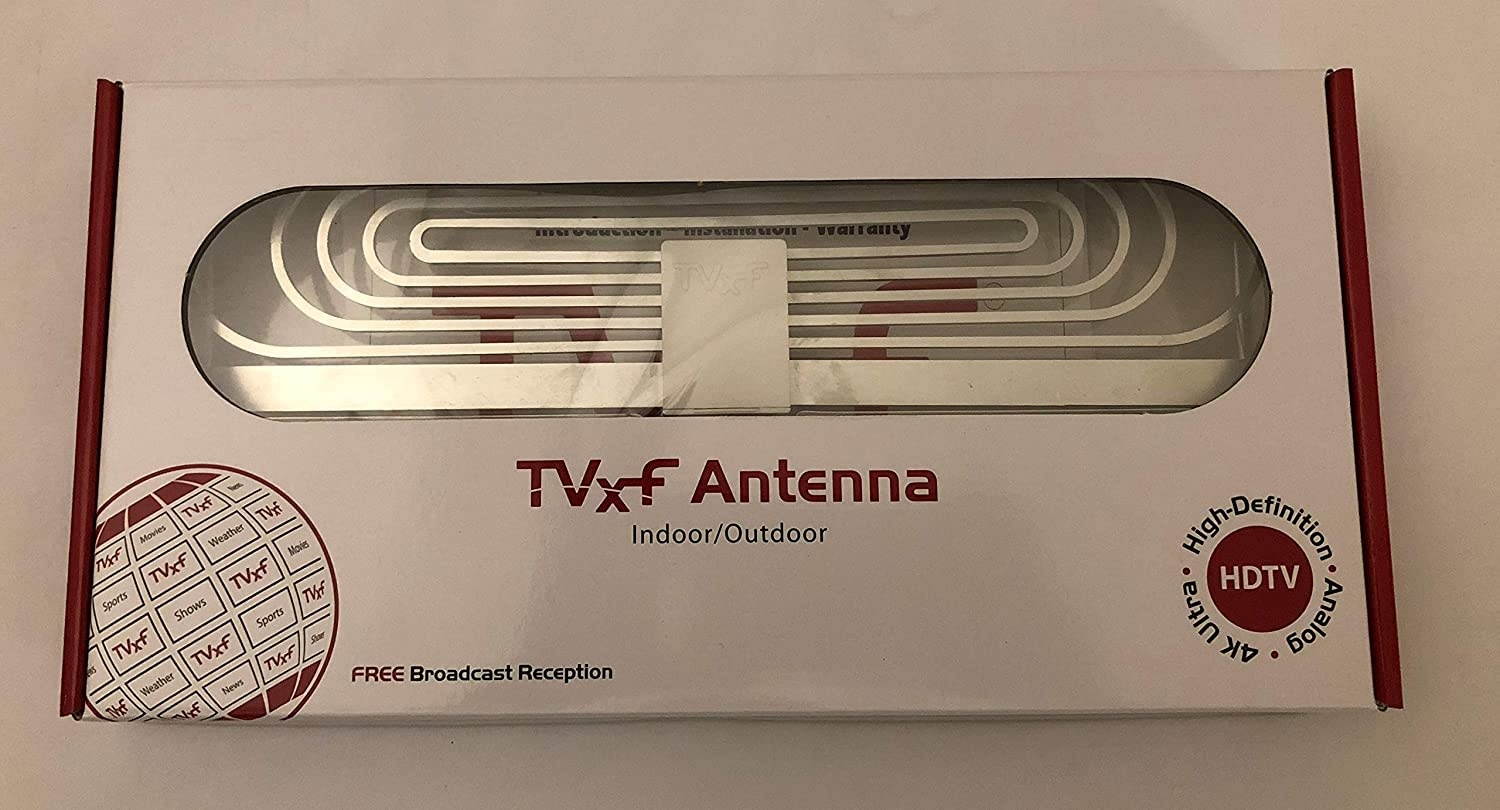 Introduction - Installation - Warranty
TVxf
TVxf Antenna
Indoor/Outdoor
FREE Broadcast Reception
High-Definition • Analog • 4K Ultra •
HDTV
News
TVxf
TVxf
Movies
Weather
Movies
TVxf
TVxf
TVxf
Sports
Shows
Sports
TVxf
TVxf
TVxf
TVxf
Show
Weather
News